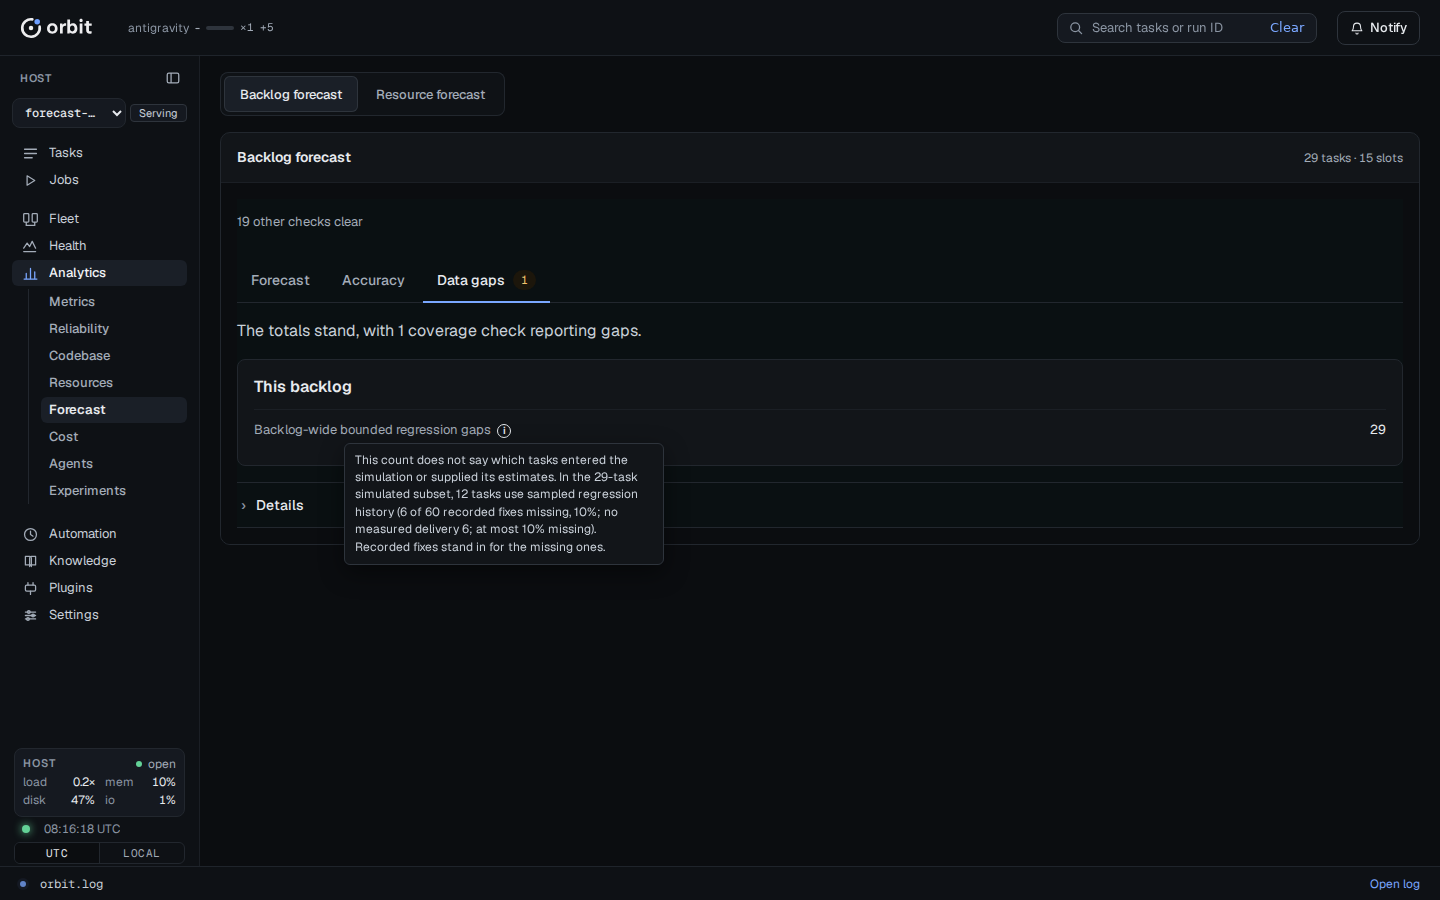 orbit
antigravity – ×1 +5
Search tasks or run ID
Clear
Notify
HOST
forecast-…
Serving
Tasks
Jobs
Fleet
Health
Analytics
Metrics
Reliability
Codebase
Resources
Forecast
Cost
Agents
Experiments
Automation
Knowledge
Plugins
Settings
HOST
open
load 0.2× mem 10%
disk 47% io 1%
08:16:18 UTC
UTC
LOCAL
Backlog forecast
Resource forecast
Backlog forecast
29 tasks · 15 slots
19 other checks clear
Forecast
Accuracy
Data gaps 1
The totals stand, with 1 coverage check reporting gaps.
This backlog
Backlog-wide bounded regression gaps
29
This count does not say which tasks entered the
simulation or supplied its estimates. In the 29-task
simulated subset, 12 tasks use sampled regression
history (6 of 60 recorded fixes missing, 10%; no
measured delivery 6; at most 10% missing).
Recorded fixes stand in for the missing ones.
› Details
orbit.log
Open log